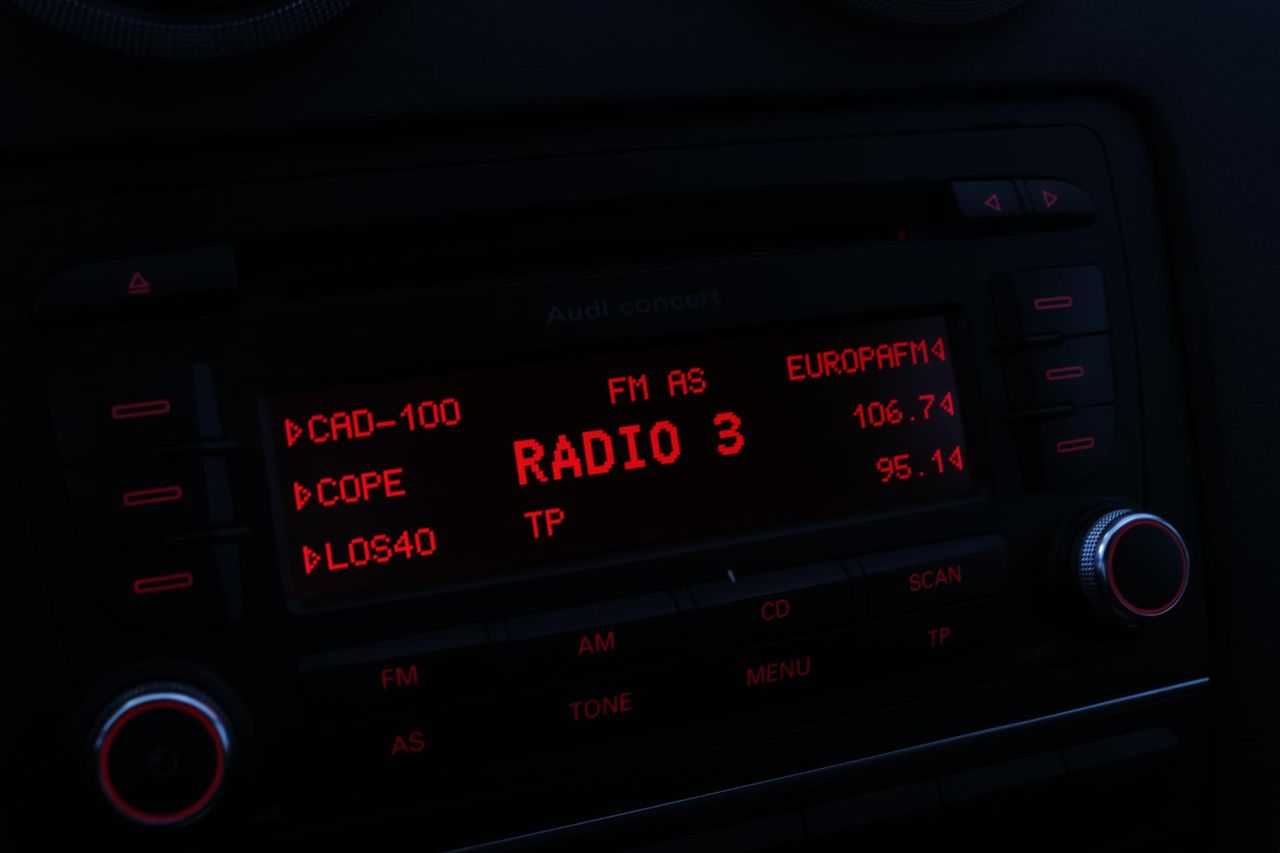 Audi concert
CAD-100
FM AS
EUROPAFM
COPE
RADIO 3
106.7
LOS40
TP
95.1
FM
AM
CD
SCAN
AS
TONE
MENU
TP